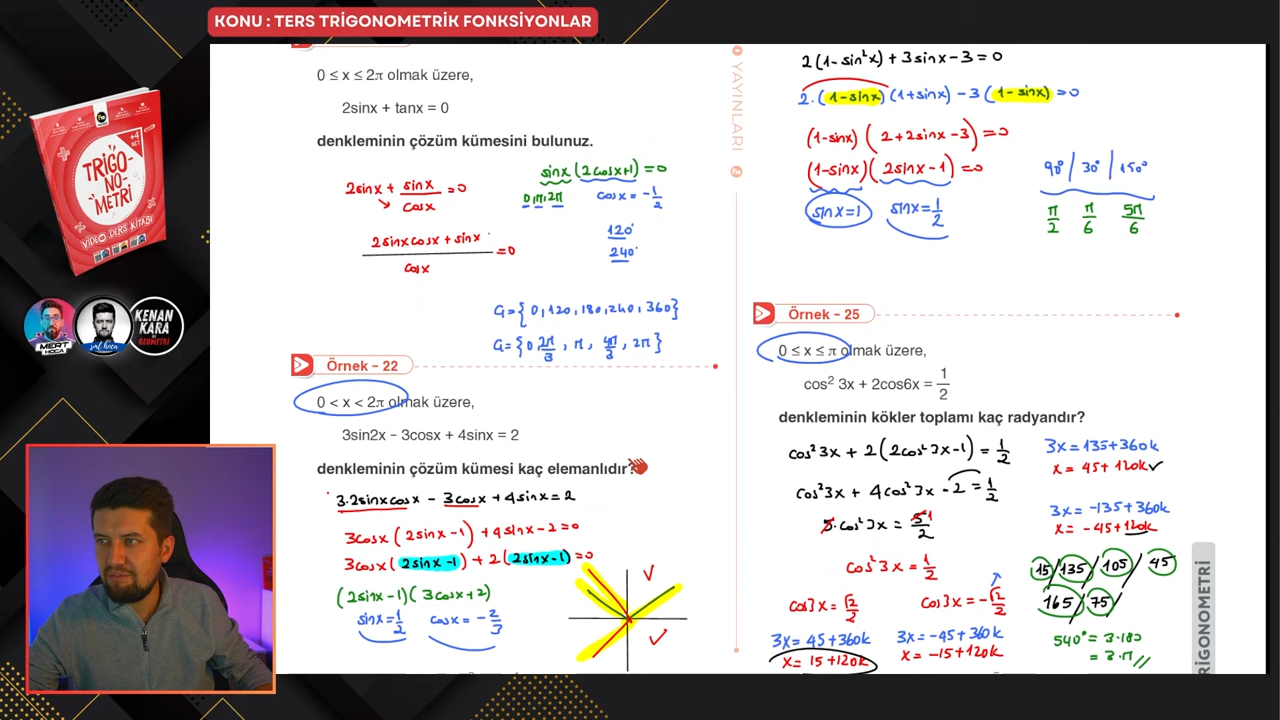 KONU : TERS TRİGONOMETRİK FONKSİYONLAR
+4 NET
TRİGO-
NO-
METRİ
VİDEO DERS KİTABI
MERT HOCA
KENAN KARA
GEOMETRİ
0 ≤ x ≤ 2π olmak üzere,
2sinx + tanx = 0
denkleminin çözüm kümesini bulunuz.
2sinx + sinx/cosx = 0
(2sinxcosx + sinx)/cosx = 0
sinx(2cosx+1) = 0
0, π, 2π
cosx = -1/2
120°
240°
Ç = { 0, 120, 180, 240, 360}
Ç = { 0, 2π/3, π, 4π/3, 2π }
Örnek - 22
0 < x < 2π olmak üzere,
3sin2x - 3cosx + 4sinx = 2
denkleminin çözüm kümesi kaç elemanlıdır?
3.2sinxcosx - 3cosx + 4sinx = 2
3cosx (2sinx-1) + 4sinx-2=0
3cosx (2sinx-1) + 2(2sinx-1) = 0
(2sinx-1)(3cosx+2)
sinx = 1/2
cosx = -2/3
YAYINLARI
2(1-sin²x) + 3sinx-3 = 0
2.(1-sinx)(1+sinx) - 3(1-sinx) = 0
(1-sinx)(2+2sinx-3) = 0
(1-sinx)(2sinx-1) = 0
sinx=1
sinx=1/2
90° / 30° / 150°
π/2 π/6 5π/6
Örnek - 25
0 ≤ x ≤ π olmak üzere,
cos² 3x + 2cos6x = 1/2
denkleminin kökler toplamı kaç radyandır?
cos²3x + 2(2cos²3x-1) = 1/2
cos²3x + 4cos²3x - 2 = 1/2
5.cos²3x = 5/2
1
cos²3x = 1/2
cos3x = √2/2
cos3x = -√2/2
3x = 45+360k
x = 15+120k
3x = -45+360k
x = -15+120k
3x = 135+360k
x = 45+120k
3x = -135+360k
x = -45+120k
15 / 135 / 105 / 45
165 / 75 /
540° = 3.180
= 3.π //
RİGONOMETRİ